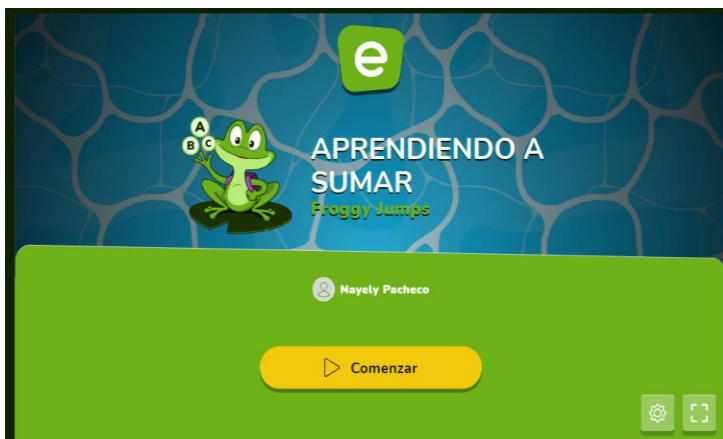 e
A
B C
APRENDIENDO A
SUMAR
Froggy Jumps
Nayely Pacheco
Comenzar